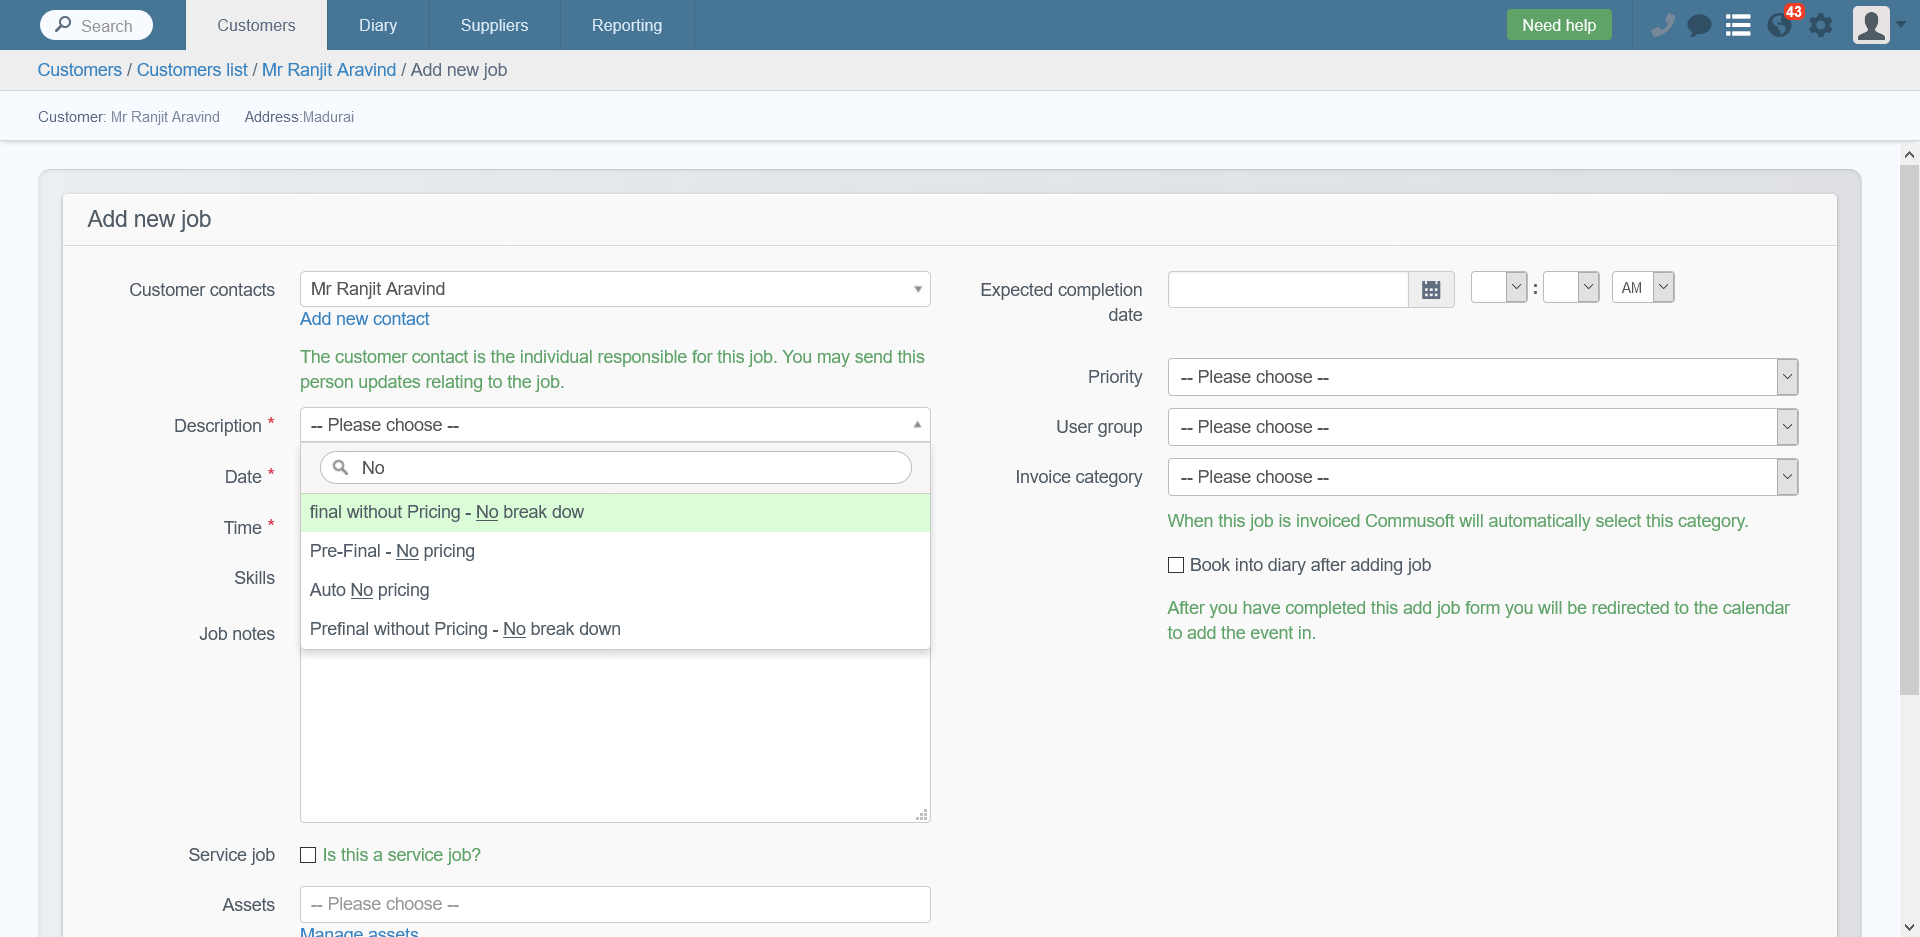 Search
Customers
Diary
Suppliers
Reporting
Need help
43
Customers / Customers list / Mr Ranjit Aravind / Add new job
Customer: Mr Ranjit Aravind Address:Madurai
Add new job
Customer contacts
Mr Ranjit Aravind
Add new contact
The customer contact is the individual responsible for this job. You may send this
person updates relating to the job.
Description *
-- Please choose --
No
final without Pricing - No break dow
Pre-Final - No pricing
Auto No pricing
Prefinal without Pricing - No break down
Date *
Time *
Skills
Job notes
Service job
Is this a service job?
Assets
-- Please choose --
Manage assets
Expected completion
date
:
AM
Priority
-- Please choose --
User group
-- Please choose --
Invoice category
-- Please choose --
When this job is invoiced Commusoft will automatically select this category.
Book into diary after adding job
After you have completed this add job form you will be redirected to the calendar
to add the event in.